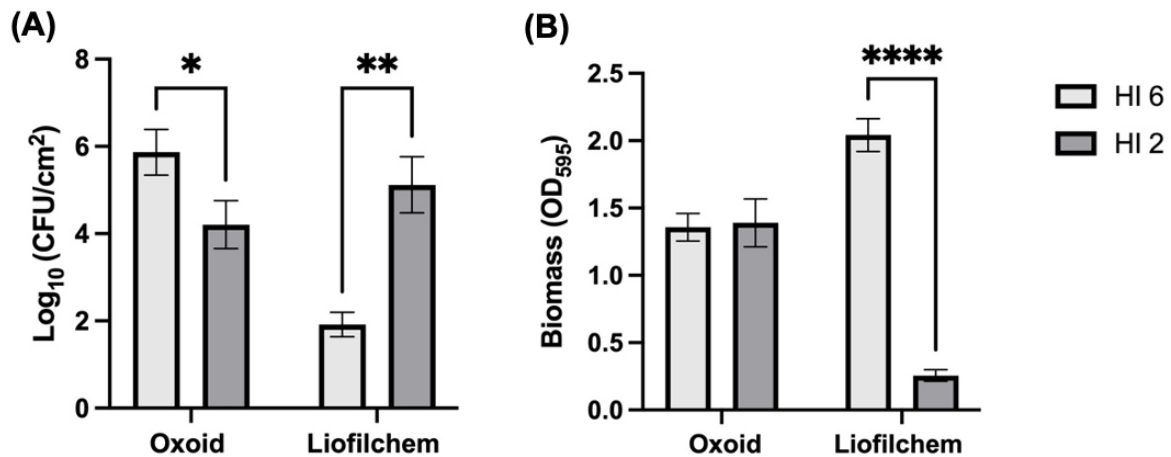 (A)
Log10 (CFU/cm2)
8
6
4
2
0
*
**
Oxoid
Liofilchem
(B)
Biomass (OD595)
2.5
2.0
1.5
1.0
0.5
0.0
****
Oxoid
Liofilchem
HI 6
HI 2